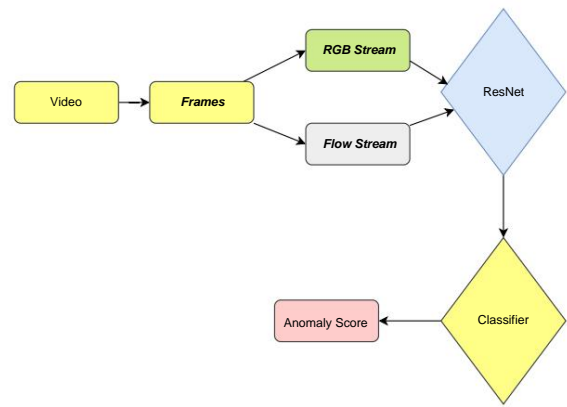 Video
Frames
RGB Stream
Flow Stream
ResNet
Classifier
Anomaly Score